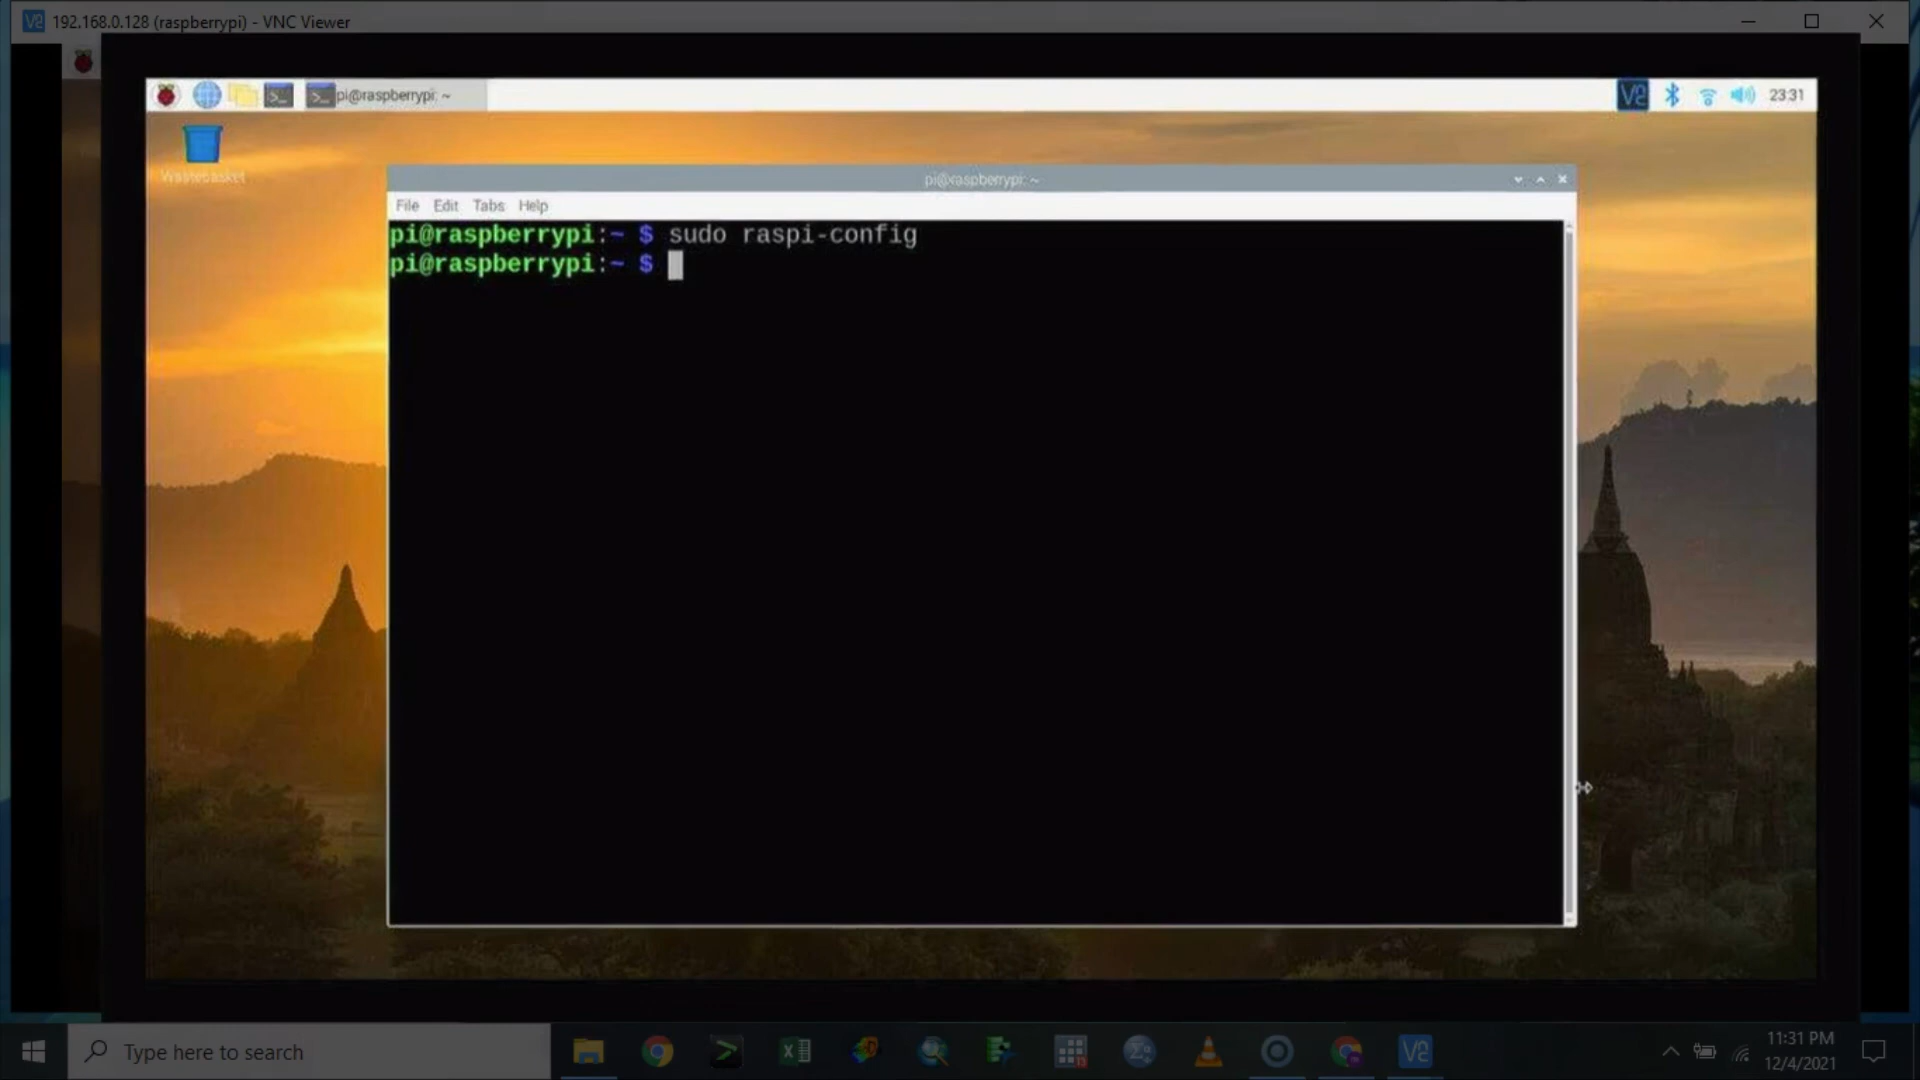 192.168.0.128 (raspberrypi) - VNC Viewer
pi@raspberrypi: ~
23:31
Wastebasket
pi@raspberrypi: ~
File Edit Tabs Help
pi@raspberrypi:~ $ sudo raspi-config
pi@raspberrypi:~ $
Type here to search
11:31 PM
12/4/2021